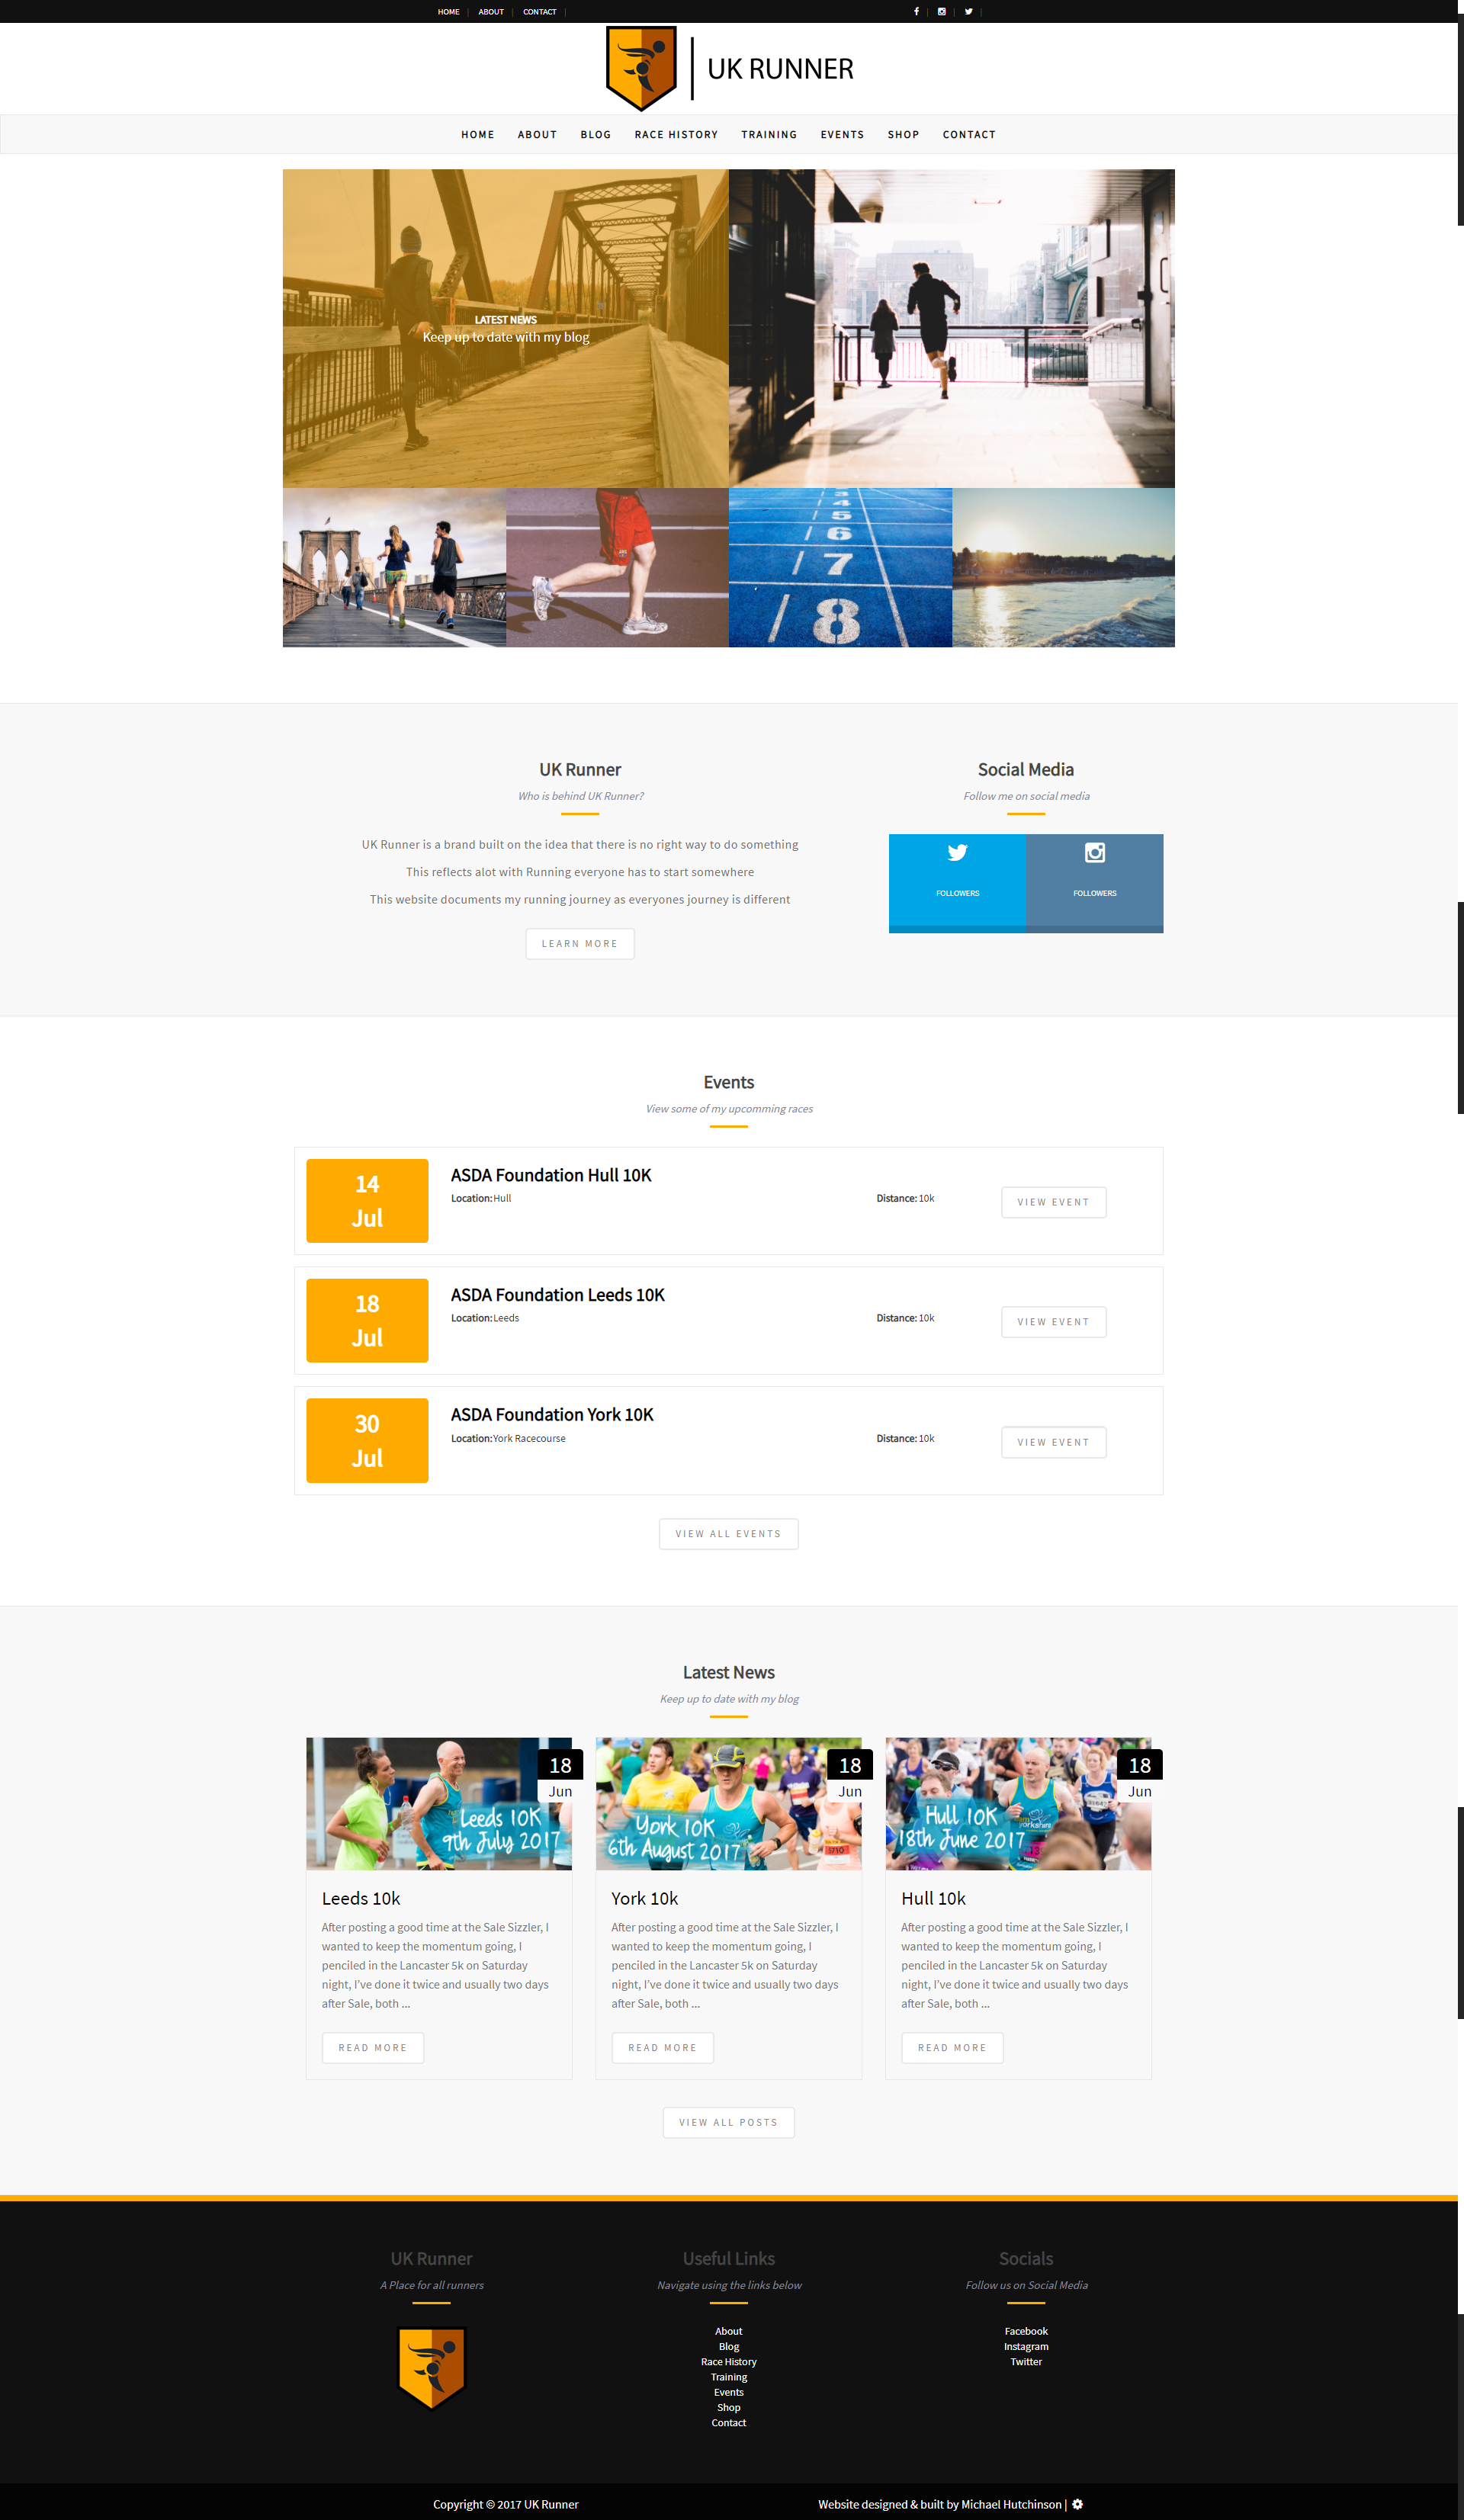 HOME | ABOUT | CONTACT |
UK RUNNER
HOME ABOUT BLOG RACE HISTORY TRAINING EVENTS SHOP CONTACT
LATEST NEWS
Keep up to date with my blog
4
5
6
7
8
UK Runner
Who is behind UK Runner?
UK Runner is a brand built on the idea that there is no right way to do something
This reflects alot with Running everyone has to start somewhere
This website documents my running journey as everyones journey is different
LEARN MORE
Social Media
Follow me on social media
FOLLOWERS
FOLLOWERS
Events
View some of my upcomming races
14
Jul
ASDA Foundation Hull 10K
Location:Hull
Distance: 10k
VIEW EVENT
18
Jul
ASDA Foundation Leeds 10K
Location:Leeds
Distance: 10k
VIEW EVENT
30
Jul
ASDA Foundation York 10K
Location:York Racecourse
Distance: 10k
VIEW EVENT
VIEW ALL EVENTS
Latest News
Keep up to date with my blog
18
Jun
Leeds 10K
9th July 2017
Leeds 10k
After posting a good time at the Sale Sizzler, I
wanted to keep the momentum going, I
penciled in the Lancaster 5k on Saturday
night, I've done it twice and usually two days
after Sale, both ...
READ MORE
18
Jun
York 10K
6th August 2017
York 10k
After posting a good time at the Sale Sizzler, I
wanted to keep the momentum going, I
penciled in the Lancaster 5k on Saturday
night, I've done it twice and usually two days
after Sale, both ...
READ MORE
18
Jun
Hull 10K
18th June 2017
Hull 10k
After posting a good time at the Sale Sizzler, I
wanted to keep the momentum going, I
penciled in the Lancaster 5k on Saturday
night, I've done it twice and usually two days
after Sale, both ...
READ MORE
VIEW ALL POSTS
UK Runner
A Place for all runners
Useful Links
Navigate using the links below
About
Blog
Race History
Training
Events
Shop
Contact
Socials
Follow us on Social Media
Facebook
Instagram
Twitter
Copyright © 2017 UK Runner
Website designed & built by Michael Hutchinson |